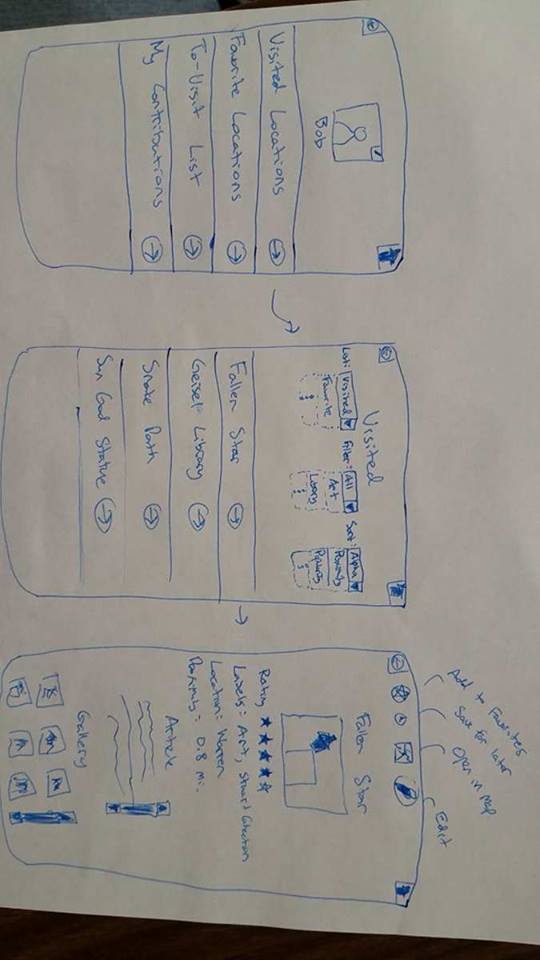 Add to Favorites
Save for later
Open in Map
Edit
Bob
Visited Locations
Favorite Locations
To-Visit List
My Contributions
Visited
List: Visited Filter: All Sort: Alpha
Favorite Art Proximity
Library Popularity
Fallen Star
Geisel Library
Snake Path
Sun God Statue
Fallen Star
Rating
Labels: Art, Stuart Collection
Location: Warren
Proximity: 0.8 mi.
Article
Gallery